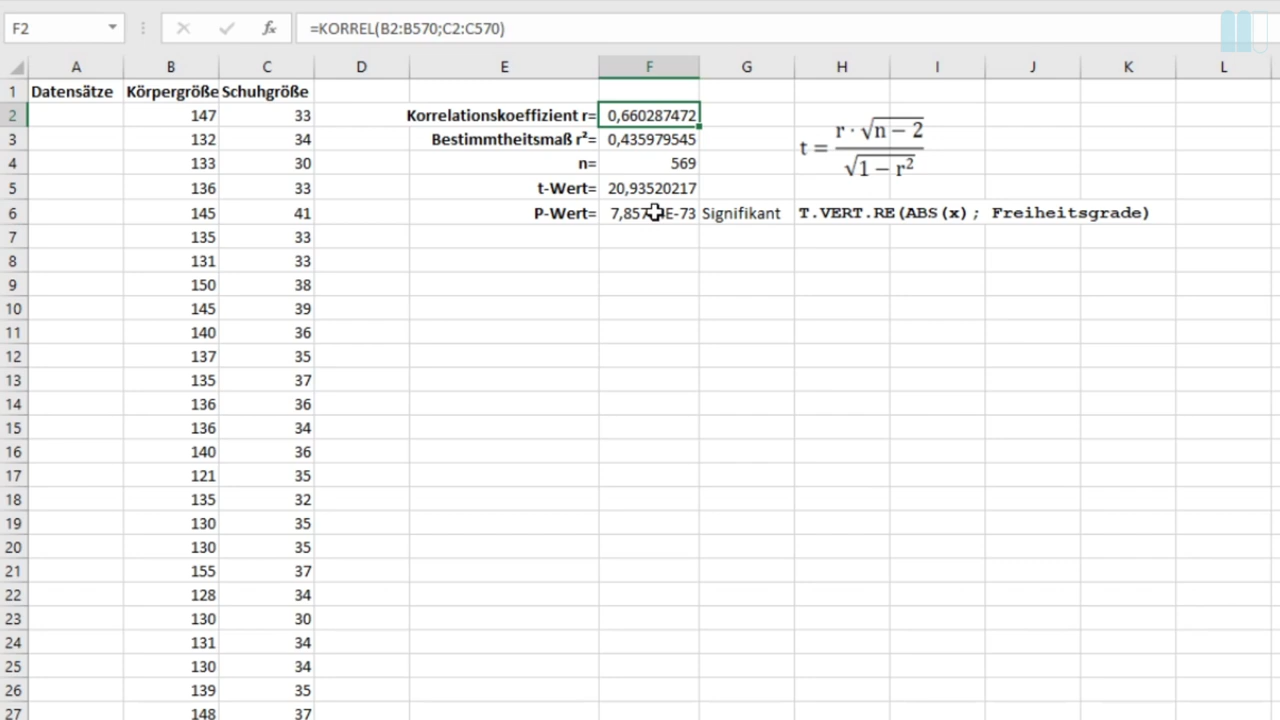 F2 fx =KORREL(B2:B570;C2:C570)
A B C D E F G H I J K L
1 Datensätze Körpergröße Schuhgröße
2 147 33 Korrelationskoeffizient r= 0,660287472
3 132 34 Bestimmtheitsmaß r²= 0,435979545
t = r · √n − 2 / √1 − r²
4 133 30 n= 569
5 136 33 t-Wert= 20,93520217
6 145 41 P-Wert= Signifikant T.VERT.RE(ABS(x); Freiheitsgrade)
7 135 33
8 131 33
9 150 38
10 145 39
11 140 36
12 137 35
13 135 37
14 136 36
15 136 34
16 140 36
17 121 35
18 135 32
19 130 35
20 130 35
21 155 37
22 128 34
23 130 30
24 131 34
25 130 34
26 139 35
27 148 37